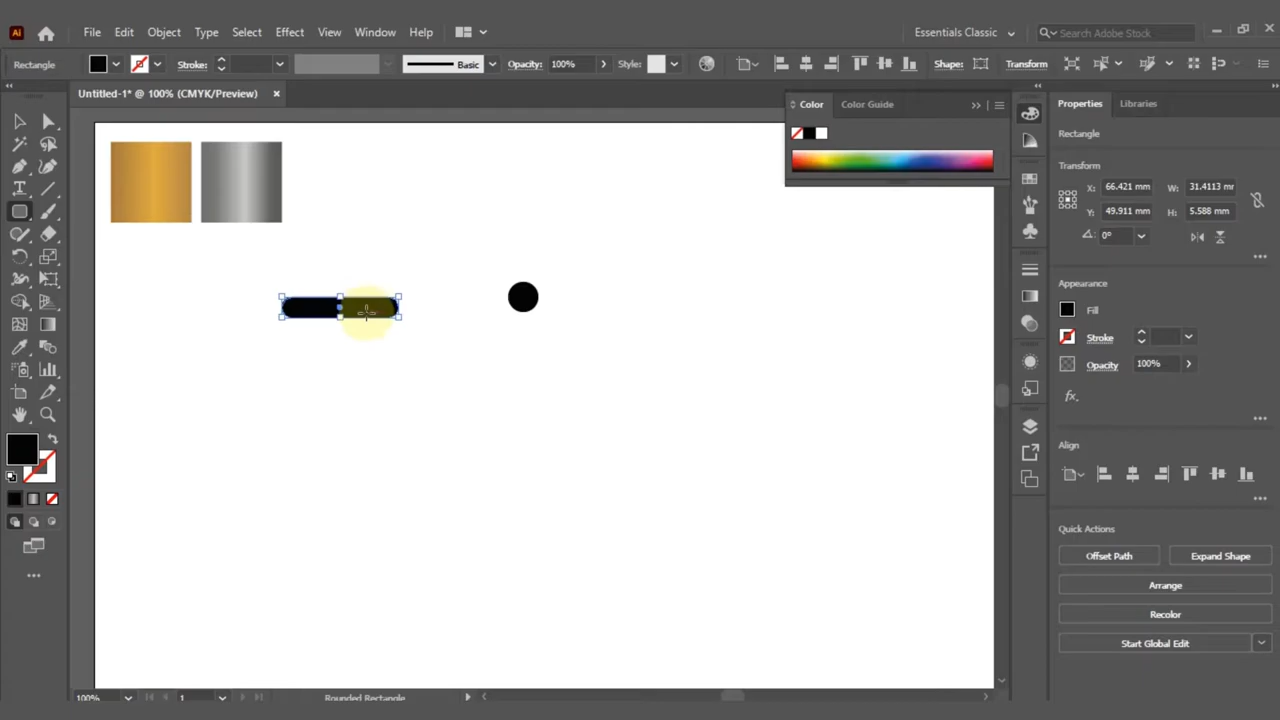 Ai File Edit Object Type Select Effect View Window Help Essentials Classic Search Adobe Stock
Rectangle Stroke: Basic Opacity: 100% Style: Shape: Transform
Untitled-1* @ 100% (CMYK/Preview)
Color Color Guide
Properties Libraries
Rectangle
Transform
X: 66.421 mm W: 31.4113 mr
Y: 49.911 mm H: 5.588 mm
0°
Appearance
Fill
Stroke
Opacity 100%
fx.
Align
Quick Actions
Offset Path Expand Shape
Arrange
Recolor
Start Global Edit
100% 1 Rounded Rectangle